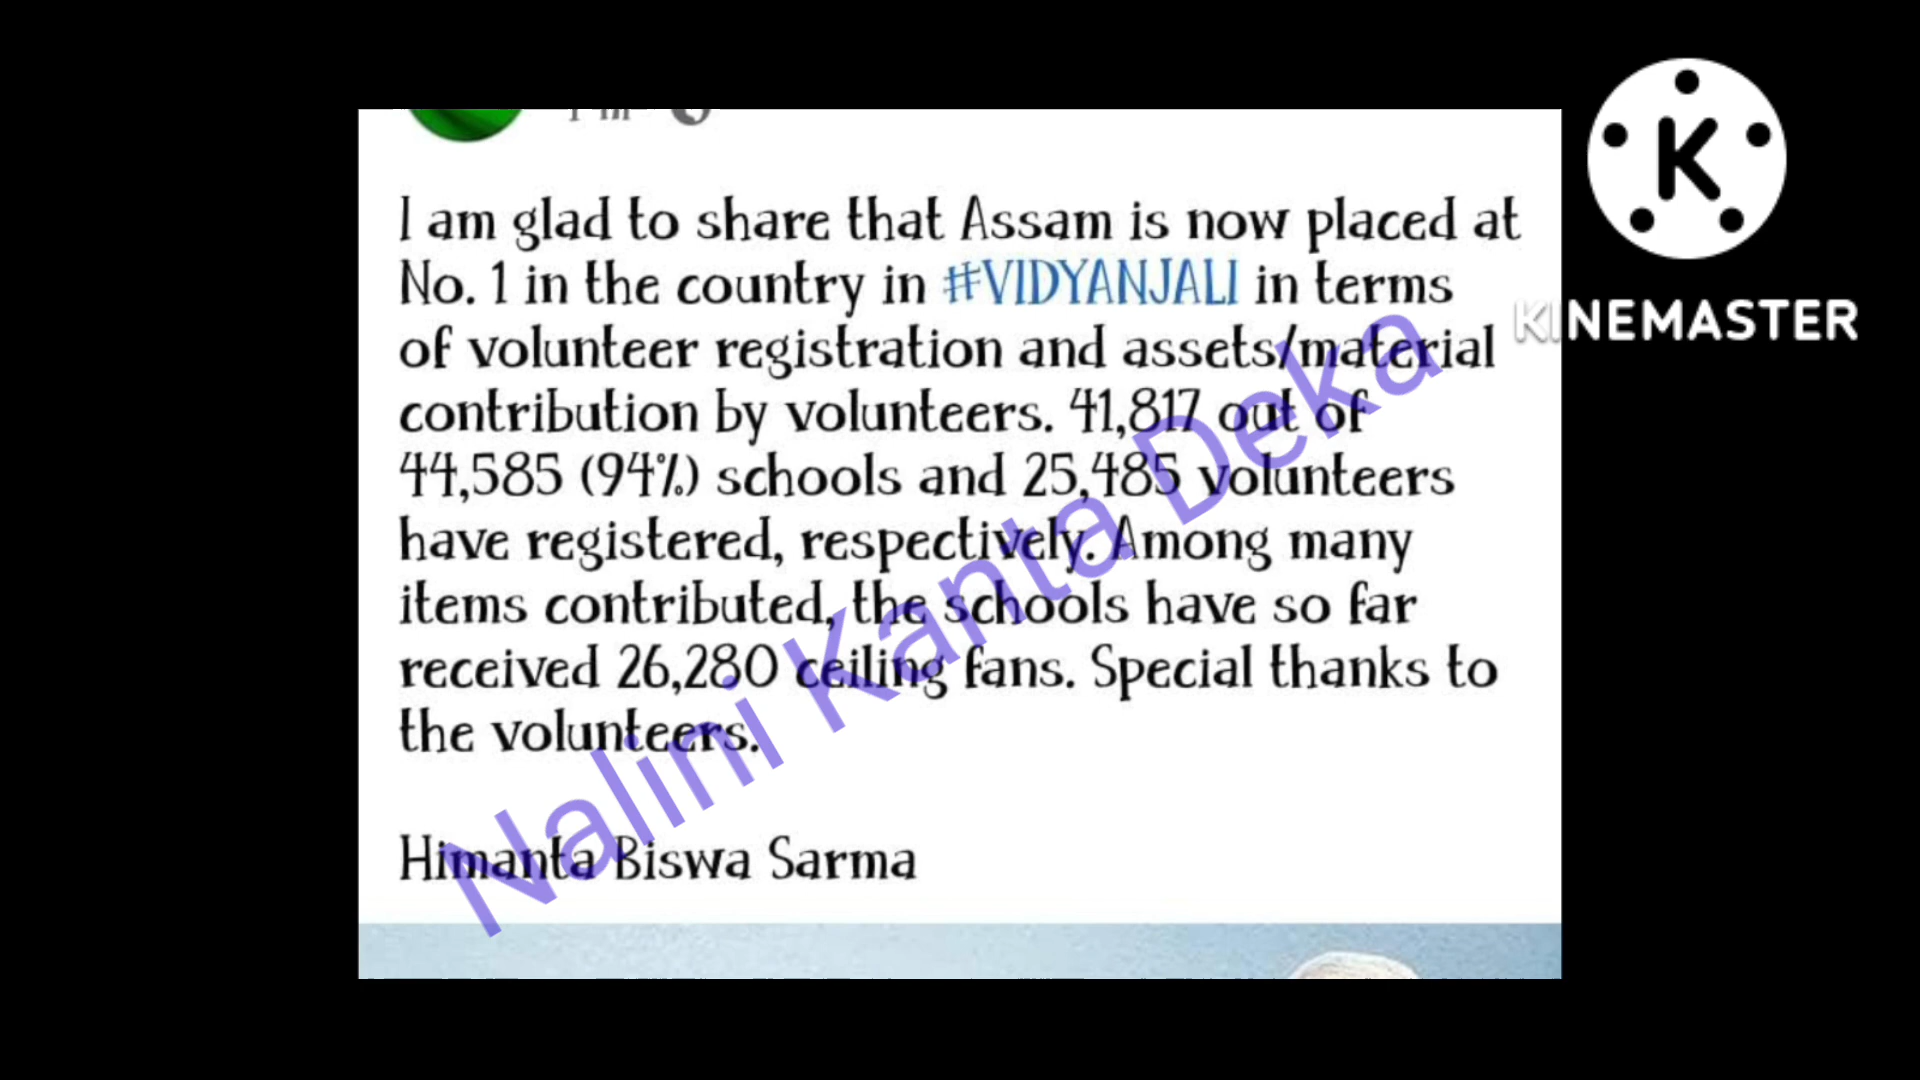 I am glad to share that Assam is now placed at
No. 1 in the country in #VIDYANJALI in terms
of volunteer registration and assets/material
contribution by volunteers. 41,817 out of
44,585 (94%) schools and 25,485 volunteers
have registered, respectively. Among many
items contributed, the schools have so far
received 26,280 ceiling fans. Special thanks to
the volunteers.
Himanta Biswa Sarma
Nalini Kanta Deka
K
KINEMASTER